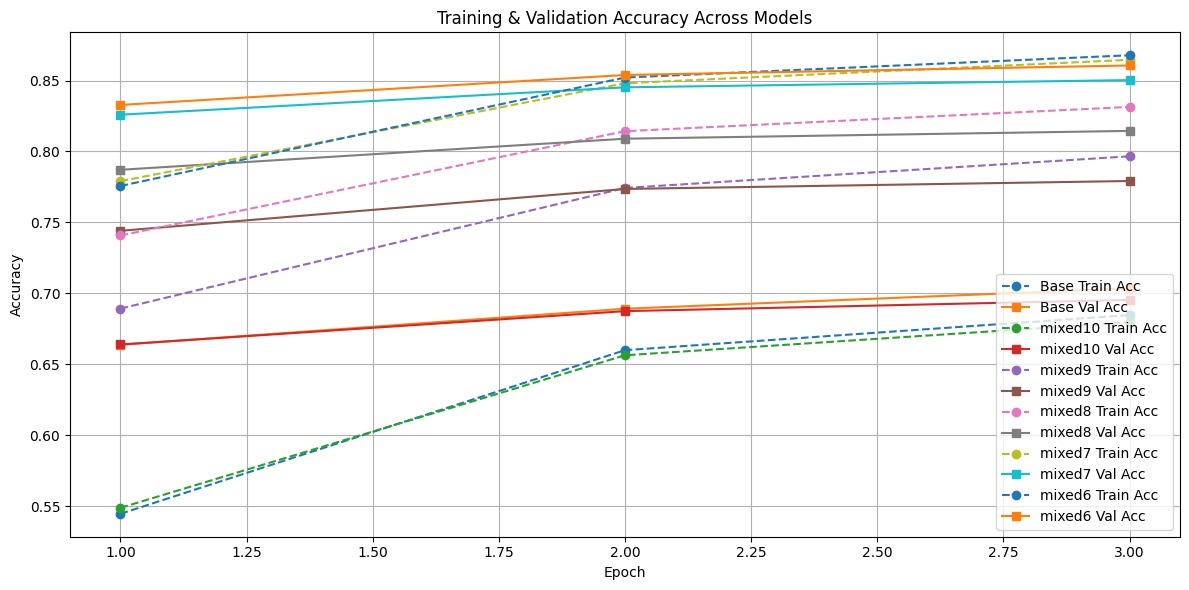 Training & Validation Accuracy Across Models
Accuracy
0.85
0.80
0.75
0.70
0.65
0.60
0.55
Base Train Acc
Base Val Acc
mixed10 Train Acc
mixed10 Val Acc
mixed9 Train Acc
mixed9 Val Acc
mixed8 Train Acc
mixed8 Val Acc
mixed7 Train Acc
mixed7 Val Acc
mixed6 Train Acc
mixed6 Val Acc
1.00 1.25 1.50 1.75 2.00 2.25 2.50 2.75 3.00
Epoch